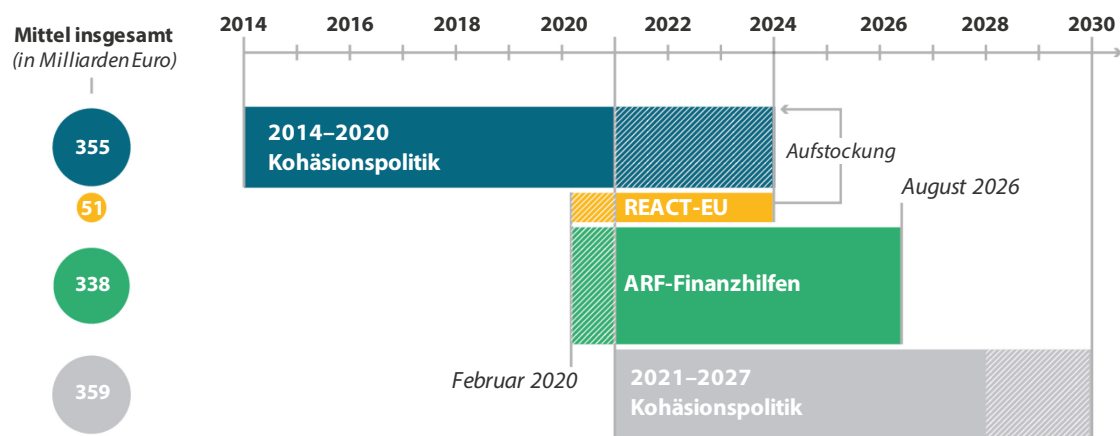 2014 2016 2018 2020 2022 2024 2026 2028 2030
Mittel insgesamt
(in Milliarden Euro)
355
2014–2020
Kohäsionspolitik
Aufstockung
51
REACT-EU
August 2026
338
ARF-Finanzhilfen
Februar 2020
359
2021–2027
Kohäsionspolitik